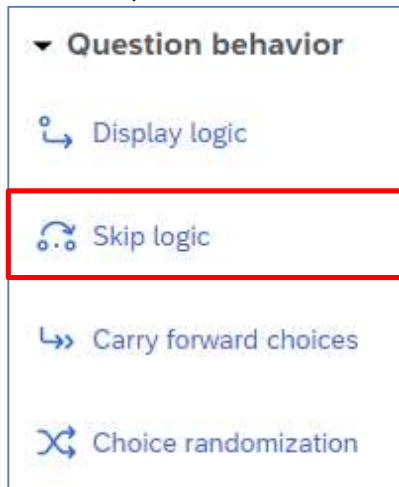 Question behavior
Display logic
Skip logic
Carry forward choices
Choice randomization